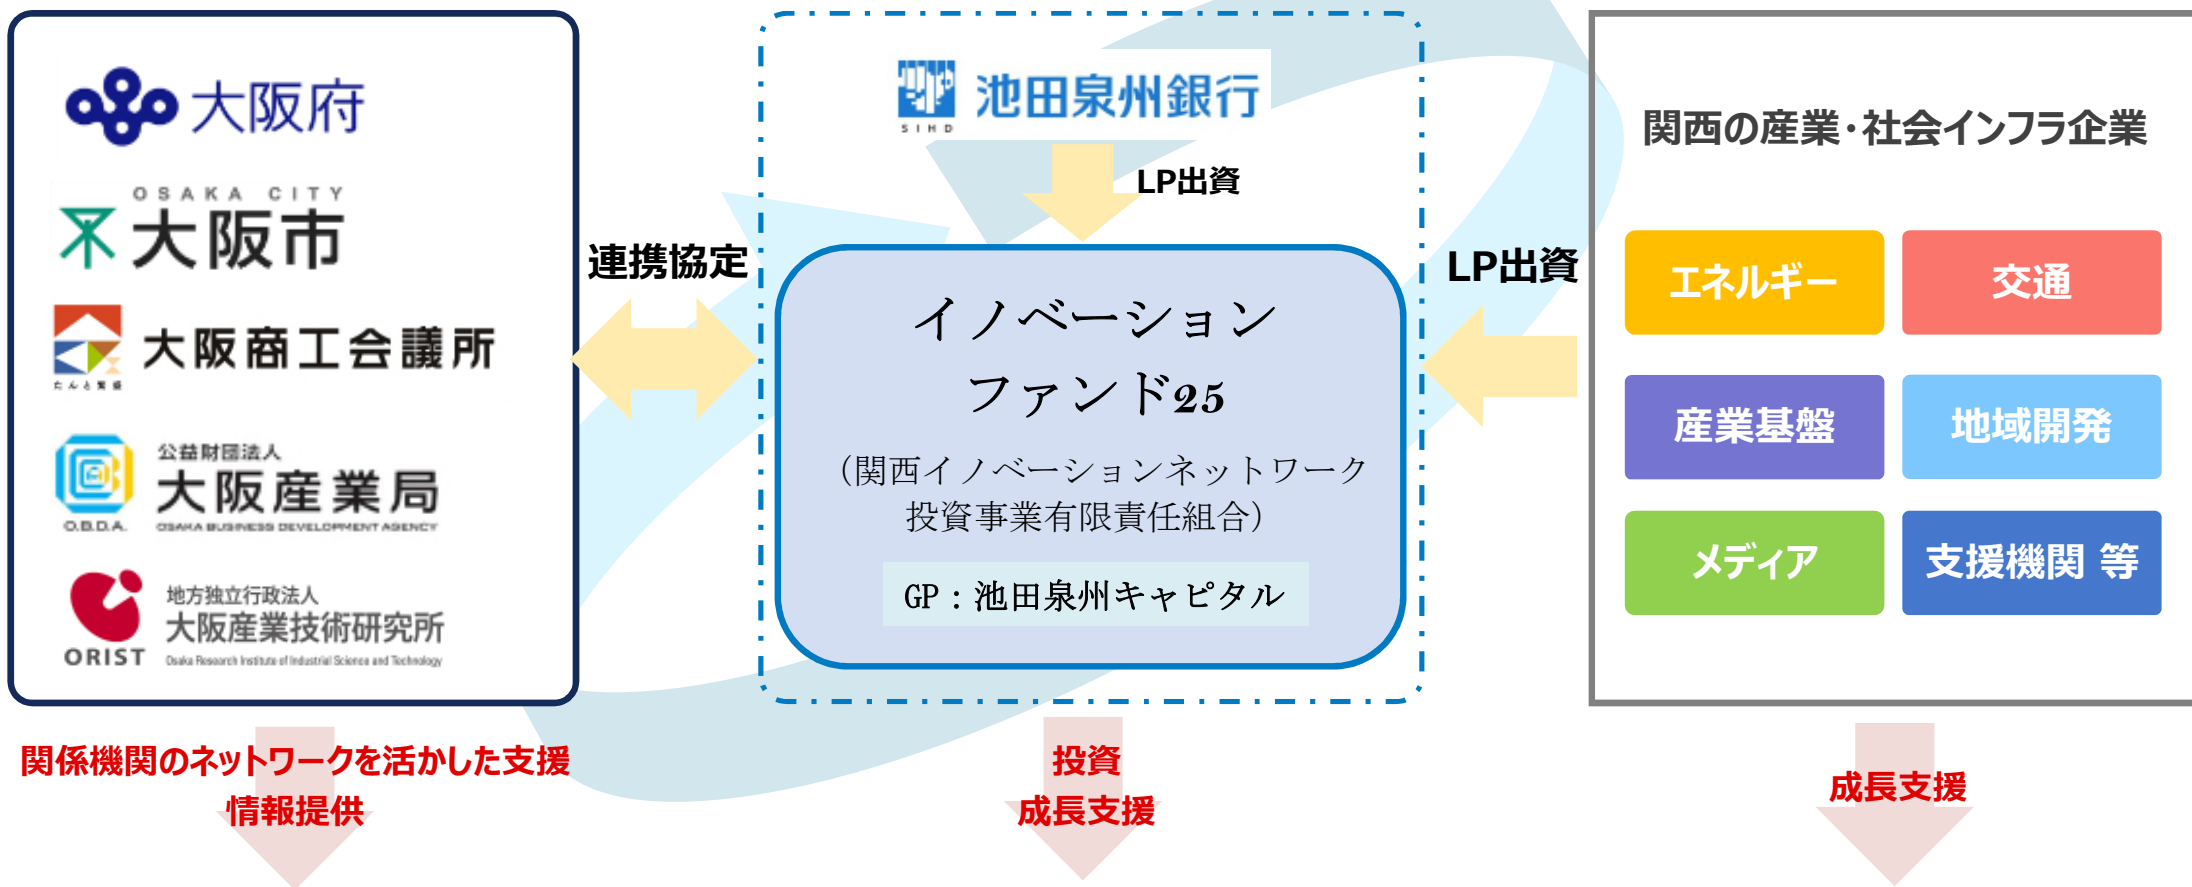 大阪府
OSAKA CITY
大阪市
大阪商工会議所
公益財団法人
大阪産業局
O.B.D.A.
OSAKA BUSINESS DEVELOPMENT AGENCY
地方独立行政法人
大阪産業技術研究所
ORIST
Osaka Research Institute of Industrial Science and Technology
連携協定
池田泉州銀行
SIHD
LP出資
イノベーション
ファンド25
（関西イノベーションネットワーク
投資事業有限責任組合）
GP：池田泉州キャピタル
LP出資
関西の産業・社会インフラ企業
エネルギー
交通
産業基盤
地域開発
メディア
支援機関 等
関係機関のネットワークを活かした支援
情報提供
投資
成長支援
成長支援